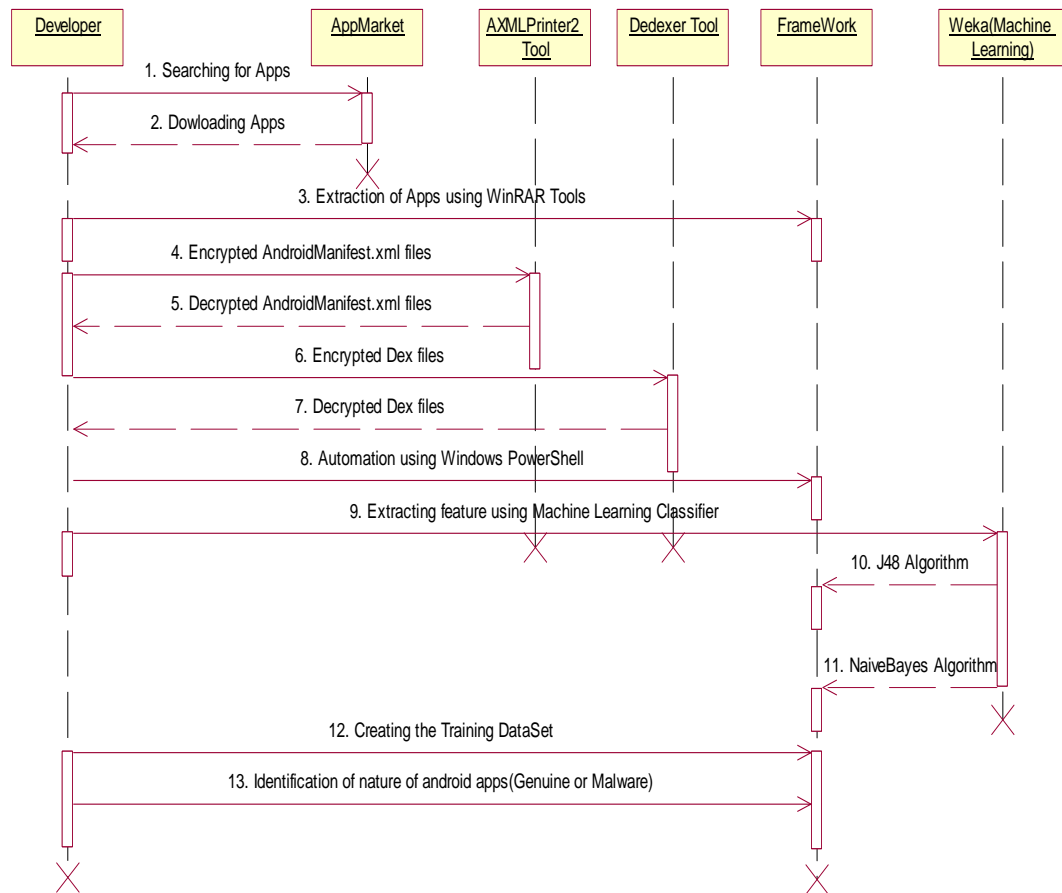 Developer
AppMarket
AXMLPrinter2
Tool
Dedexer Tool
FrameWork
Weka(Machine
Learning)
1. Searching for Apps
2. Dowloading Apps
3. Extraction of Apps using WinRAR Tools
4. Encrypted AndroidManifest.xml files
5. Decrypted AndroidManifest.xml files
6. Encrypted Dex files
7. Decrypted Dex files
8. Automation using Windows PowerShell
9. Extracting feature using Machine Learning Classifier
10. J48 Algorithm
11. NaiveBayes Algorithm
12. Creating the Training DataSet
13. Identification of nature of android apps(Genuine or Malware)